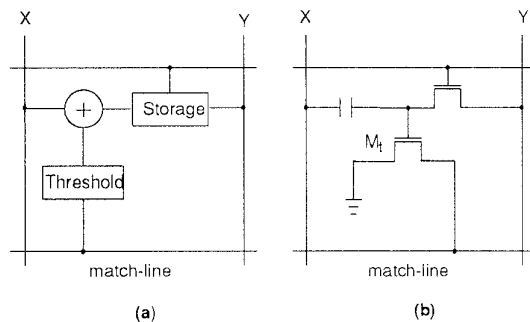 X Y X Y
+ Storage
M_t
Threshold
match-line match-line
(a) (b)